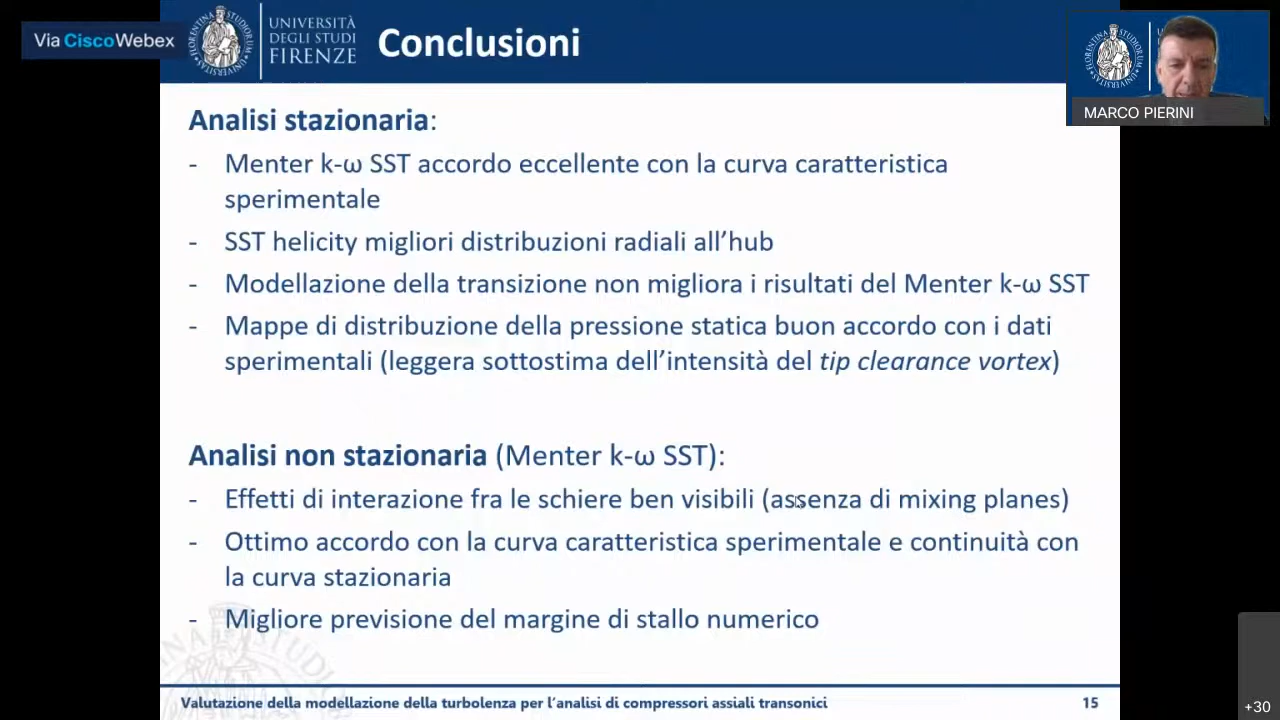 Via CiscoWebex
UNIVERSITÀ
DEGLI STUDI
FIRENZE
Conclusioni
MARCO PIERINI
Analisi stazionaria:
- Menter k-ω SST accordo eccellente con la curva caratteristica
sperimentale
- SST helicity migliori distribuzioni radiali all’hub
- Modellazione della transizione non migliora i risultati del Menter k-ω SST
- Mappe di distribuzione della pressione statica buon accordo con i dati
sperimentali (leggera sottostima dell’intensità del tip clearance vortex)
Analisi non stazionaria (Menter k-ω SST):
- Effetti di interazione fra le schiere ben visibili (assenza di mixing planes)
- Ottimo accordo con la curva caratteristica sperimentale e continuità con
la curva stazionaria
- Migliore previsione del margine di stallo numerico
Valutazione della modellazione della turbolenza per l’analisi di compressori assiali transonici
15
+30